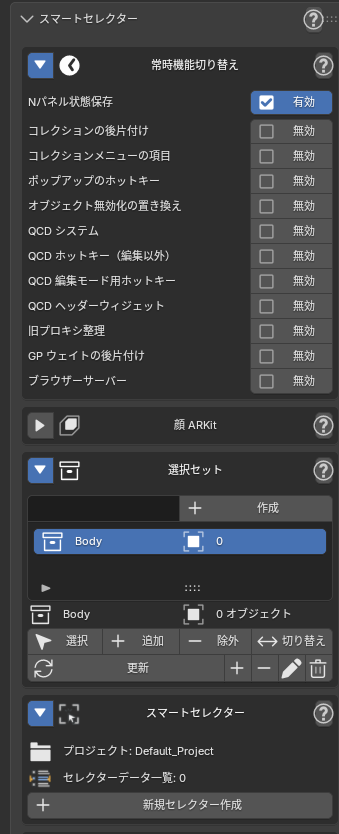 スマートセレクター
常時機能切り替え
Nパネル状態保存 有効
コレクションの後片付け 無効
コレクションメニューの項目 無効
ポップアップのホットキー 無効
オブジェクト無効化の置き換え 無効
QCD システム 無効
QCD ホットキー（編集以外） 無効
QCD 編集モード用ホットキー 無効
QCD ヘッダーウィジェット 無効
旧プロキシ整理 無効
GP ウェイトの後片付け 無効
ブラウザーサーバー 無効
顔 ARKit
選択セット
作成
Body 0
Body 0 オブジェクト
選択 追加 除外 切り替え
更新
スマートセレクター
プロジェクト: Default_Project
セレクターデータ一覧: 0
新規セレクター作成